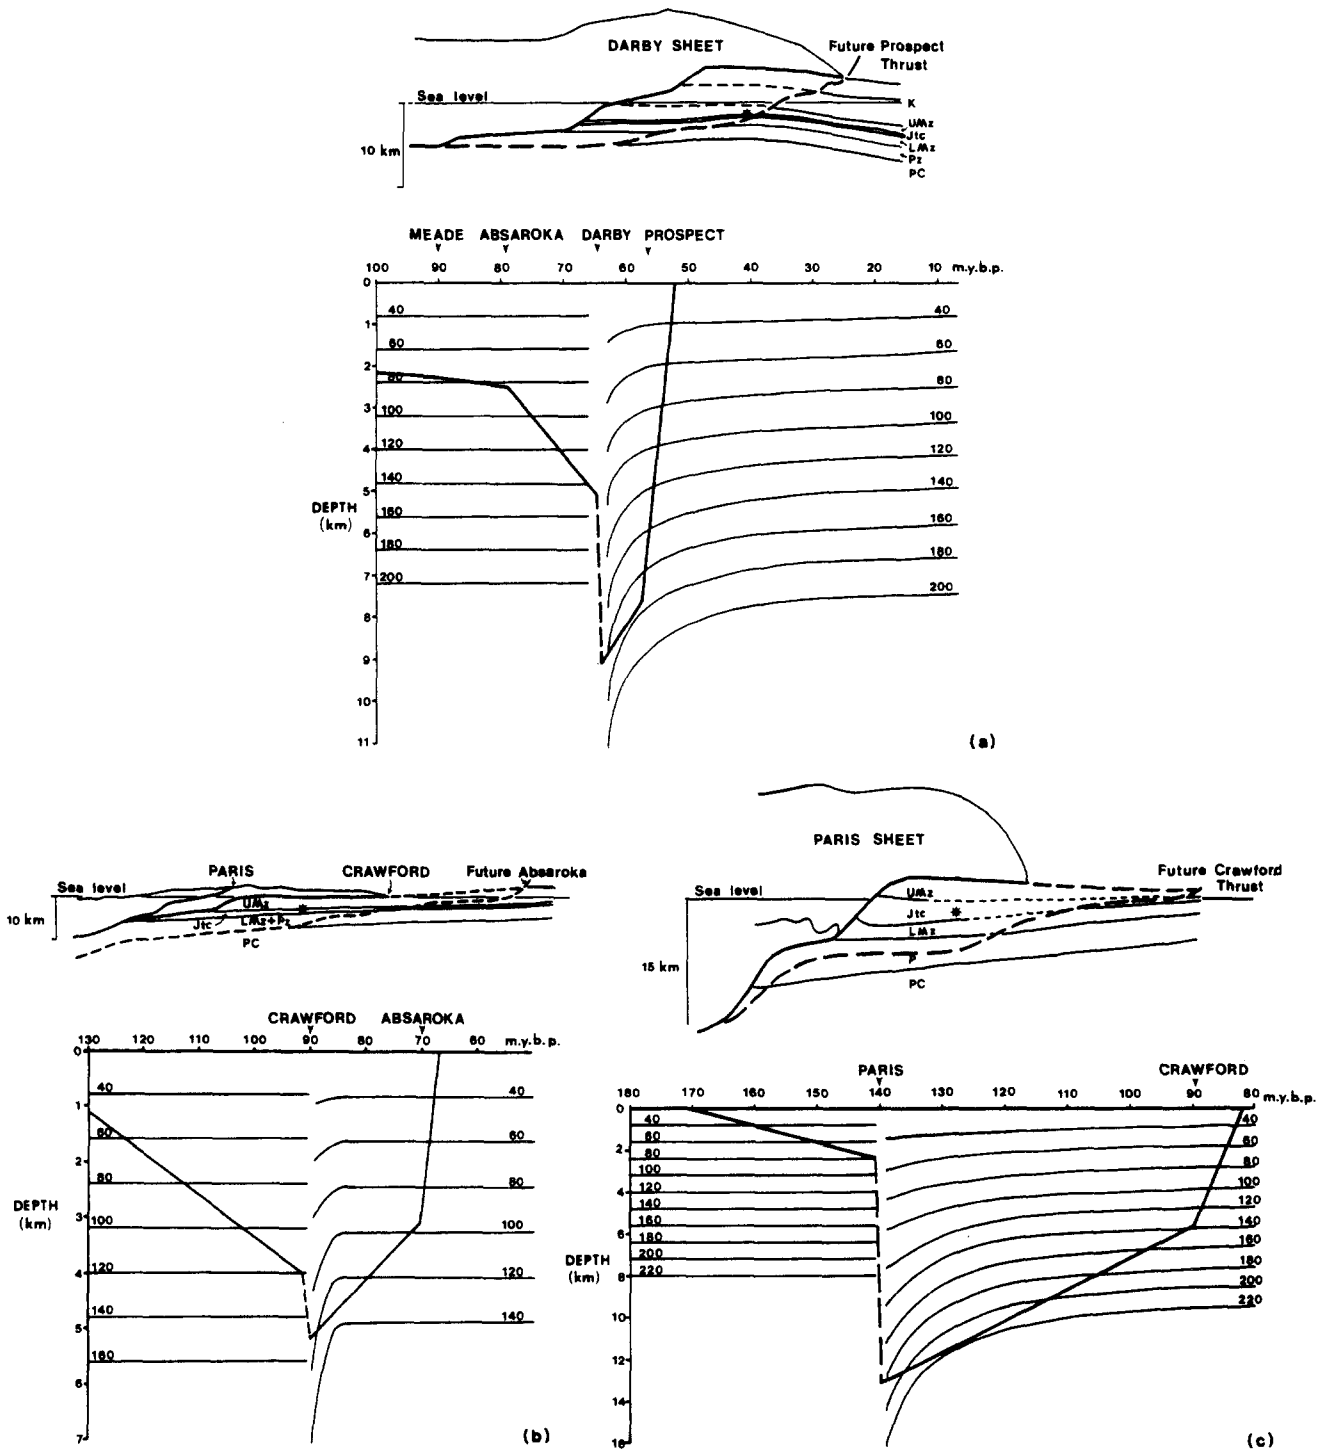 DARBY SHEET
Future Prospect
Thrust
Sea level
K
UMz
Jtc
LMz
Pz
PC
10 km
MEADE ABSAROKA DARBY PROSPECT
100 90 80 70 60 50 40 30 20 10 m.y.b.p.
0
40 40
1
60 60
2
80 80
3
100 100
4
120 120
140 140
5
DEPTH
(km)
160 160
6
180 180
7
200 200
8
9
10
11
(a)
PARIS CRAWFORD Future Absaroka
Sea level
UMz
10 km
Jtc LMz+Pz
PC
CRAWFORD ABSAROKA
130 120 110 100 90 80 70 60 m.y.b.p.
0
40 40
1
60 60
2
80 80
DEPTH
(km)
3
100 100
4
120 120
140 140
5
160
6
7
(b)
PARIS SHEET
Future Crawford
Thrust
Sea level
UMz
Jtc
LMz
15 km
P
PC
PARIS CRAWFORD
180 170 160 150 140 130 120 110 100 90 80 m.y.b.p.
0
40 40
60 60
2
80 80
100 100
4
120 120
140 140
6
160 160
180 180
DEPTH
(km)
200 200
8
220 220
10
12
14
16
(c)